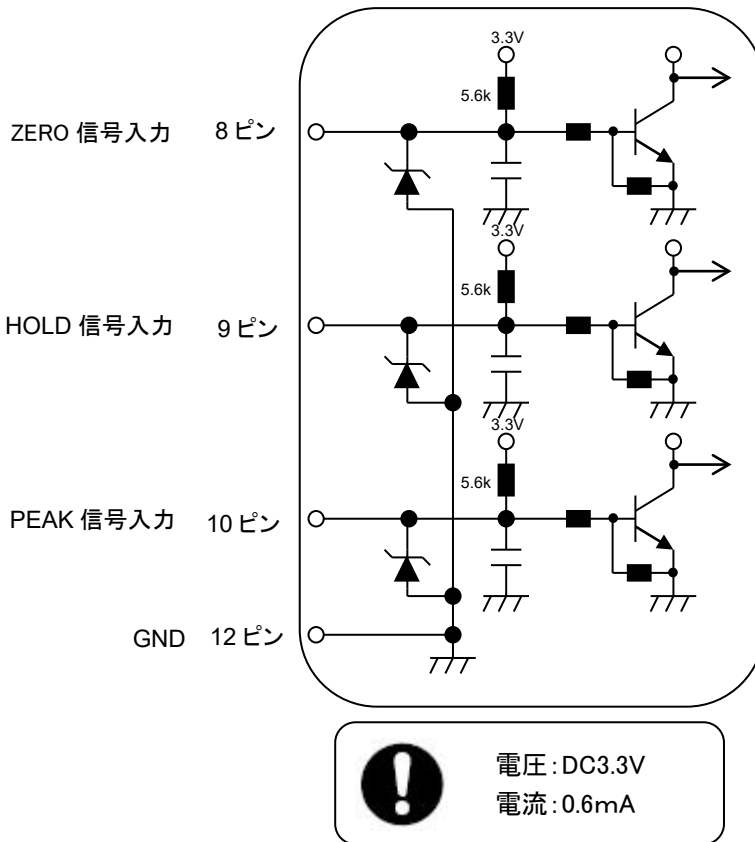 3.3V
5.6k
ZERO 信号入力 8 ピン
3.3V
5.6k
HOLD 信号入力 9 ピン
3.3V
5.6k
PEAK 信号入力 10 ピン
GND 12 ピン
電圧:DC3.3V
電流:0.6mA